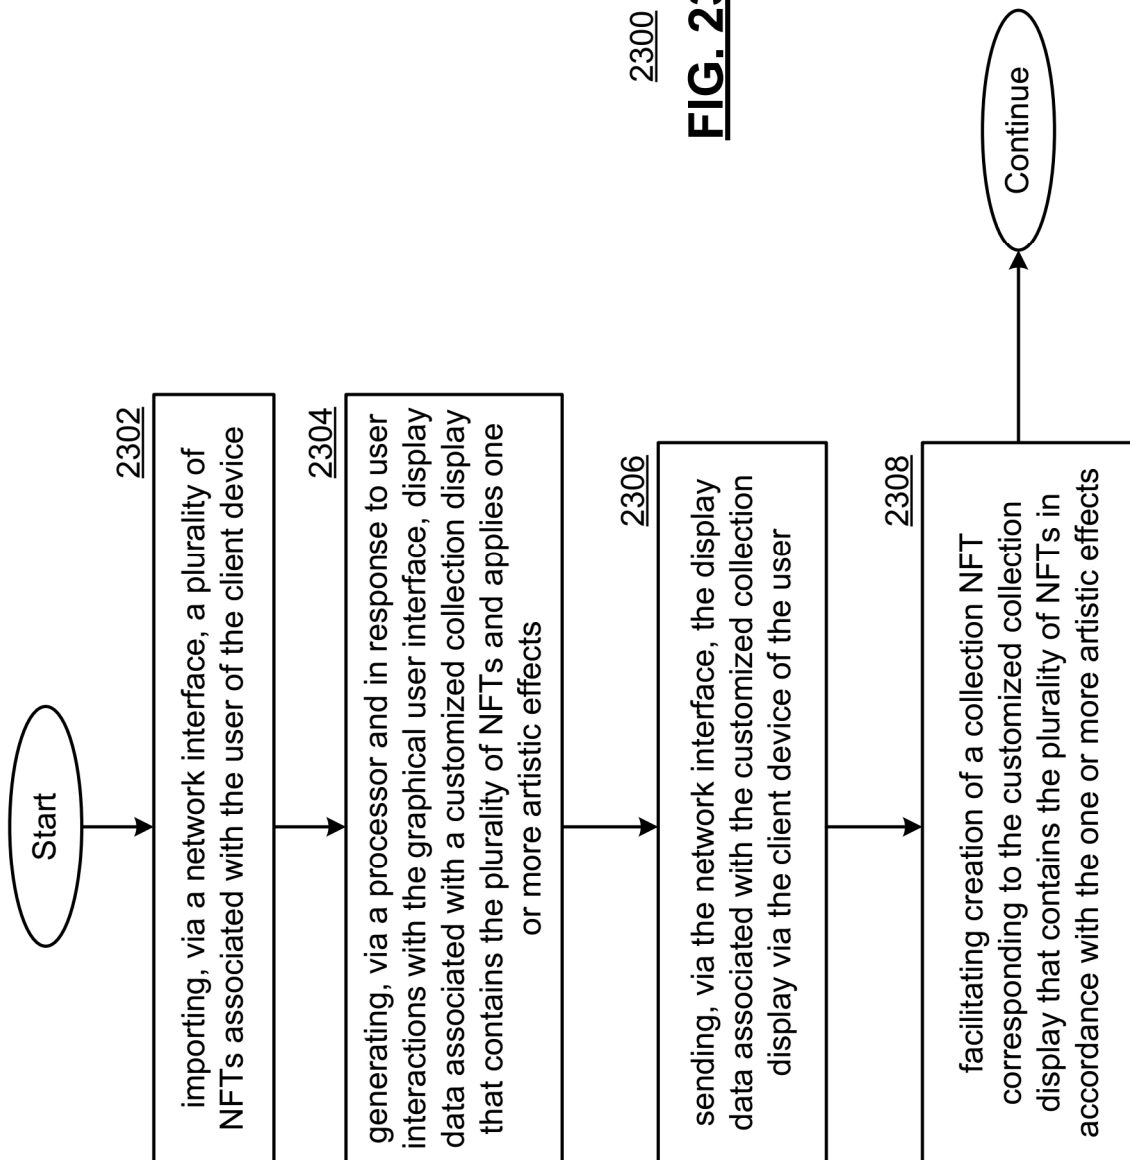 Start
2302
importing, via a network interface, a plurality of
NFTs associated with the user of the client device
2304
generating, via a processor and in response to user
interactions with the graphical user interface, display
data associated with a customized collection display
that contains the plurality of NFTs and applies one
or more artistic effects
2306
sending, via the network interface, the display
data associated with the customized collection
display via the client device of the user
2308
facilitating creation of a collection NFT
corresponding to the customized collection
display that contains the plurality of NFTs in
accordance with the one or more artistic effects
Continue
2300
FIG. 23